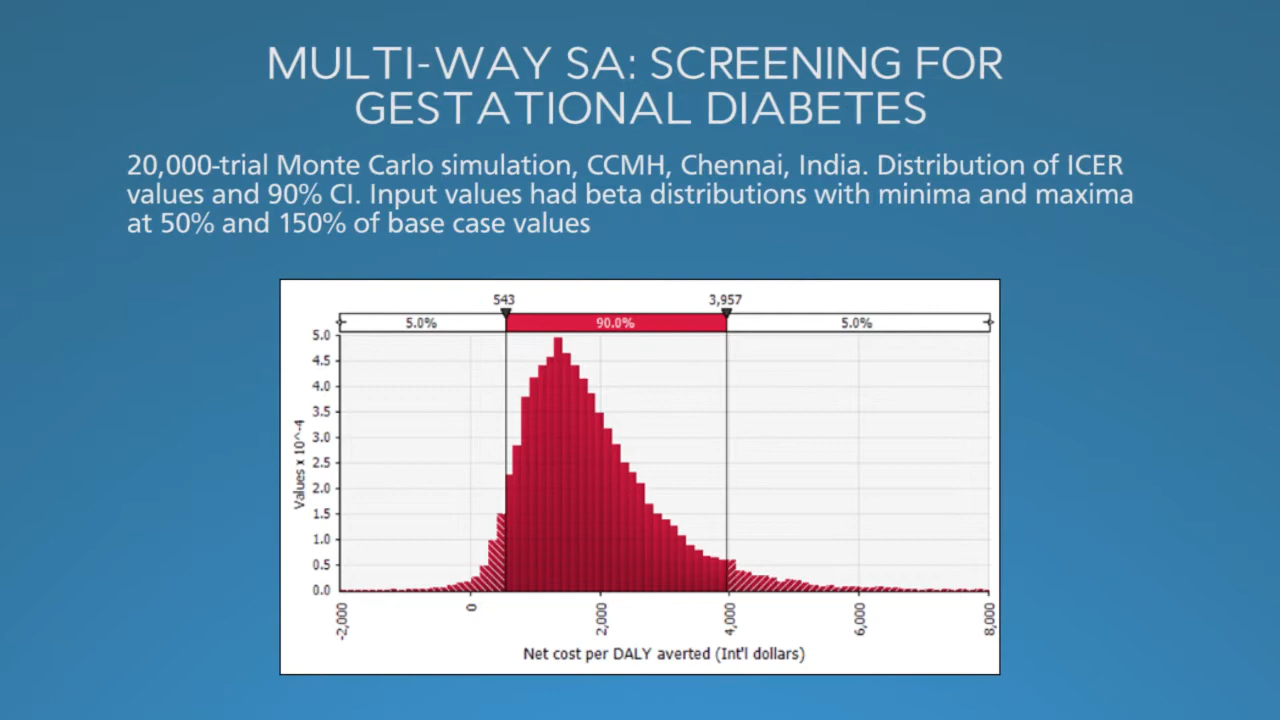 MULTI-WAY SA: SCREENING FOR
GESTATIONAL DIABETES
20,000-trial Monte Carlo simulation, CCMH, Chennai, India. Distribution of ICER
values and 90% CI. Input values had beta distributions with minima and maxima
at 50% and 150% of base case values
543 3,957
5.0% 90.0% 5.0%
5.0
4.5
4.0
3.5
3.0
2.5
2.0
1.5
1.0
0.5
0.0
Values x 10^-4
-2,000 0 2,000 4,000 6,000 8,000
Net cost per DALY averted (Int'l dollars)